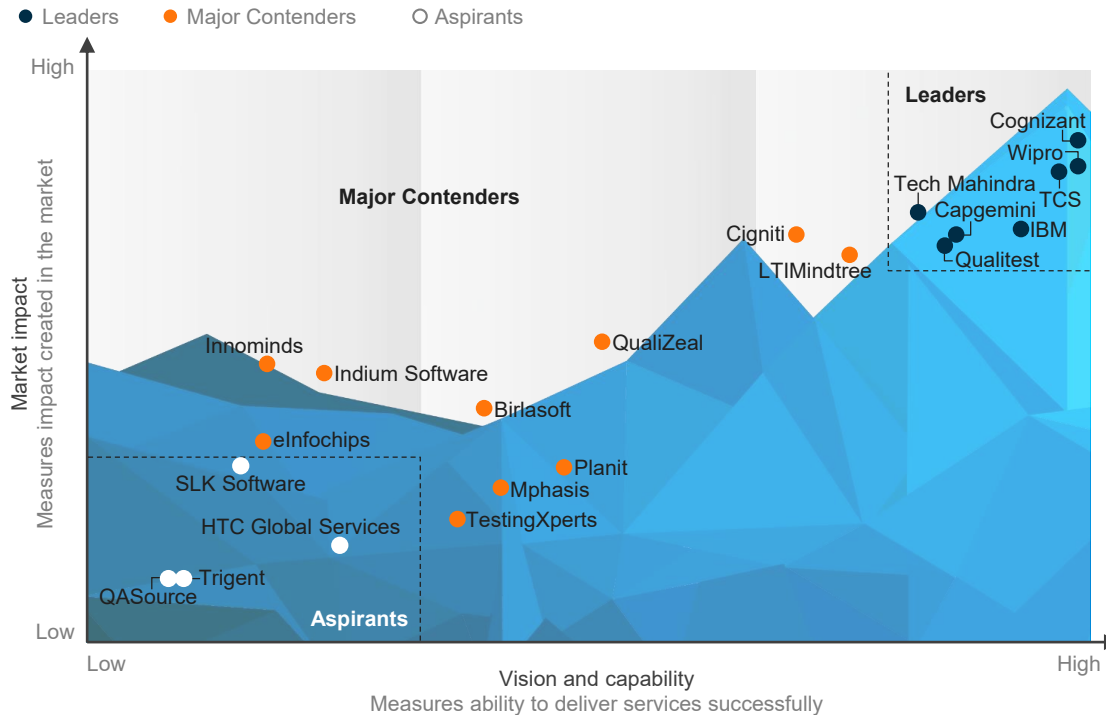 Leaders
Major Contenders
Aspirants
High
Leaders
Cognizant
Wipro
Tech Mahindra
TCS
Capgemini
Major Contenders
IBM
Cigniti
Qualitest
LTIMindtree
Innominds
QualiZeal
Indium Software
Birlasoft
eInfochips
Planit
SLK Software
Mphasis
TestingXperts
HTC Global Services
Trigent
QASource
Aspirants
Market impact
Measures impact created in the market
Low
Low
High
Vision and capability
Measures ability to deliver services successfully